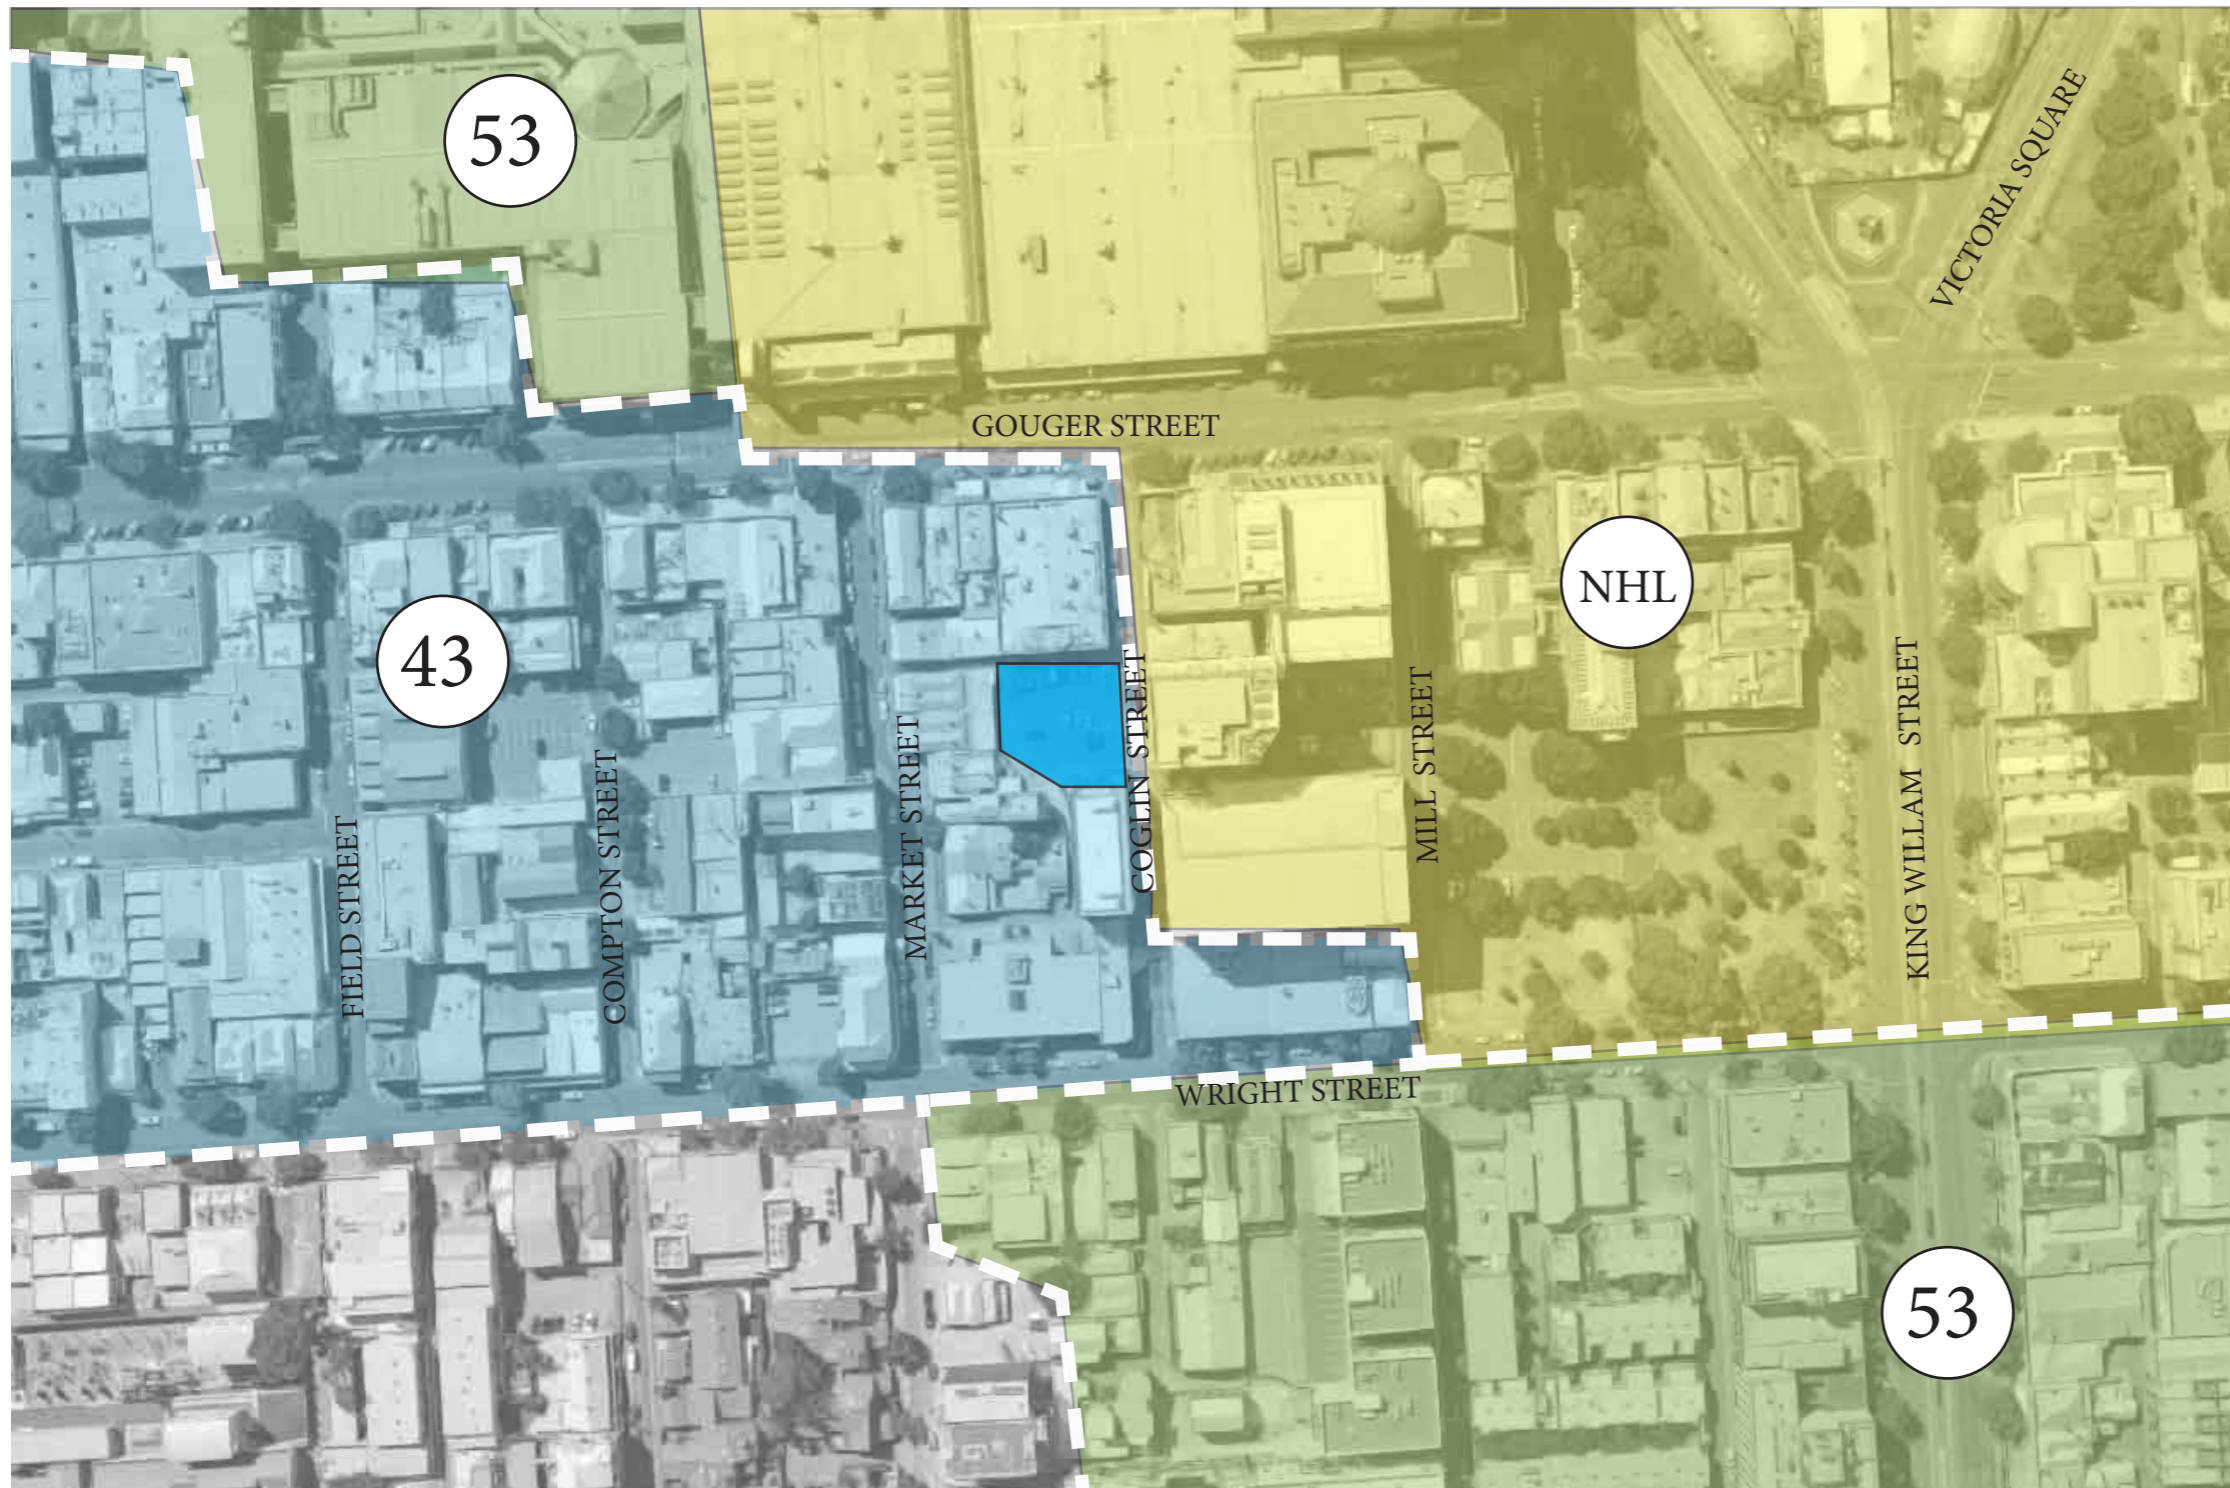 53
VICTORIA SQUARE
GOUGER STREET
NHL
43
COGLIN STREET
MILL STREET
KING WILLAM STREET
MARKET STREET
COMPTON STREET
FIELD STREET
WRIGHT STREET
53